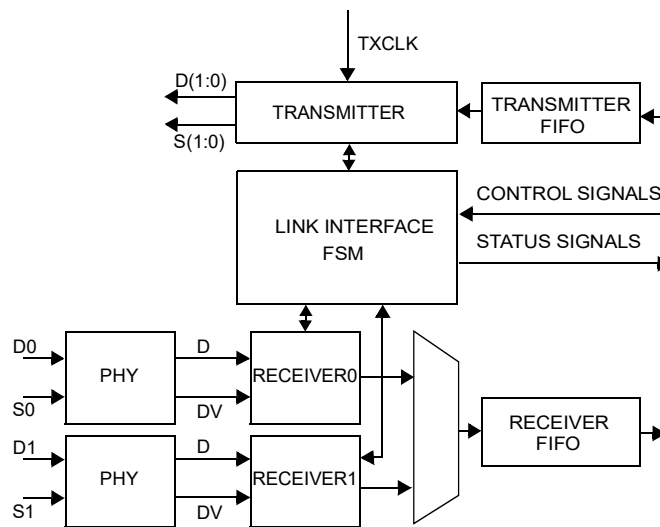 TXCLK
D(1:0)
S(1:0)
TRANSMITTER
TRANSMITTER
FIFO
LINK INTERFACE
FSM
CONTROL SIGNALS
STATUS SIGNALS
D0
S0
PHY
D
DV
RECEIVER0
D1
S1
PHY
D
DV
RECEIVER1
RECEIVER
FIFO